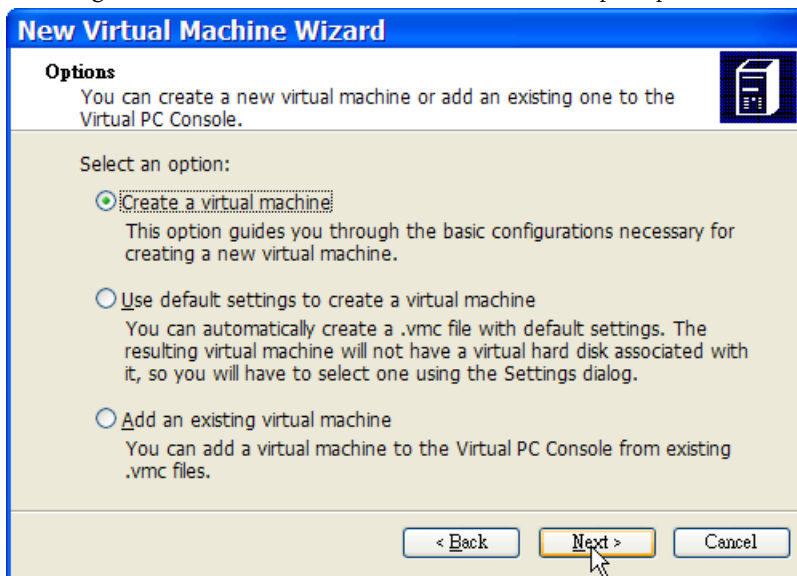 New Virtual Machine Wizard
Options
You can create a new virtual machine or add an existing one to the
Virtual PC Console.
Select an option:
Create a virtual machine
This option guides you through the basic configurations necessary for
creating a new virtual machine.
Use default settings to create a virtual machine
You can automatically create a .vmc file with default settings. The
resulting virtual machine will not have a virtual hard disk associated with
it, so you will have to select one using the Settings dialog.
Add an existing virtual machine
You can add a virtual machine to the Virtual PC Console from existing
.vmc files.
< Back Next > Cancel